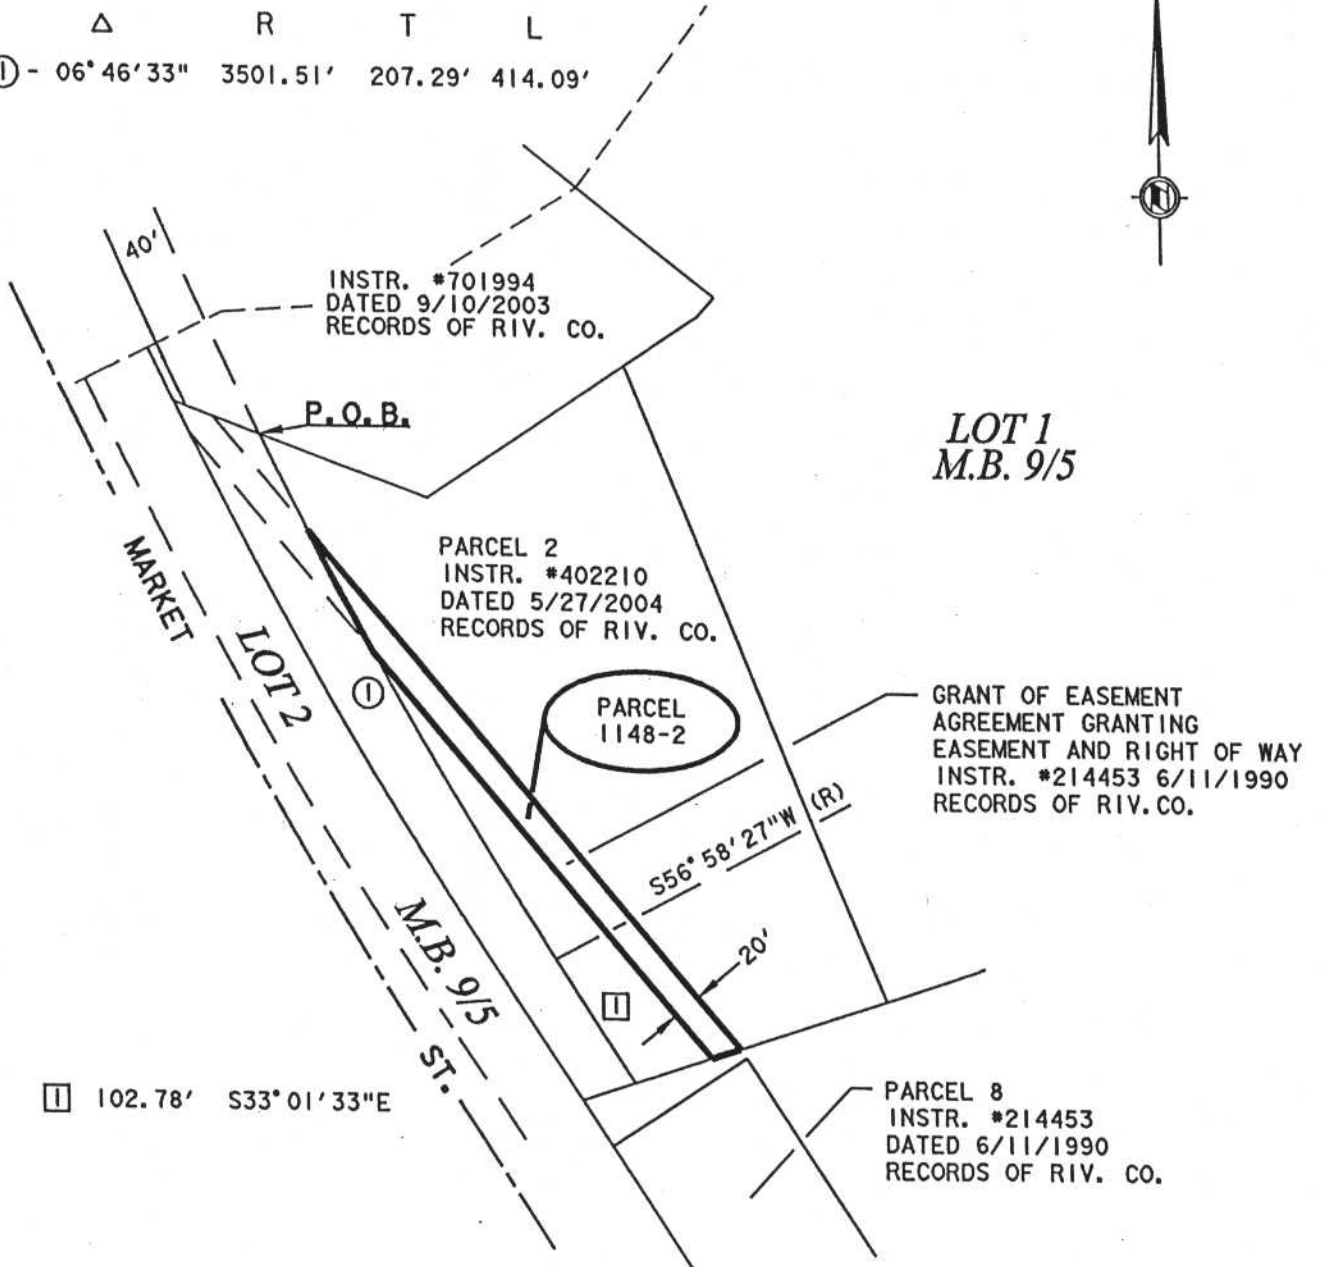 Δ R T L
① - 06°46'33" 3501.51' 207.29' 414.09'
N
40'
INSTR. #701994
DATED 9/10/2003
RECORDS OF RIV. CO.
P.O.B.
LOT 1
M.B. 9/5
PARCEL 2
INSTR. #402210
DATED 5/27/2004
RECORDS OF RIV. CO.
MARKET
LOT 2
①
PARCEL
1148-2
GRANT OF EASEMENT
AGREEMENT GRANTING
EASEMENT AND RIGHT OF WAY
INSTR. #214453 6/11/1990
RECORDS OF RIV.CO.
S56°58'27"W (R)
M.B. 9/5
20'
1
ST.
1 102.78' S33°01'33"E
PARCEL 8
INSTR. #214453
DATED 6/11/1990
RECORDS OF RIV. CO.